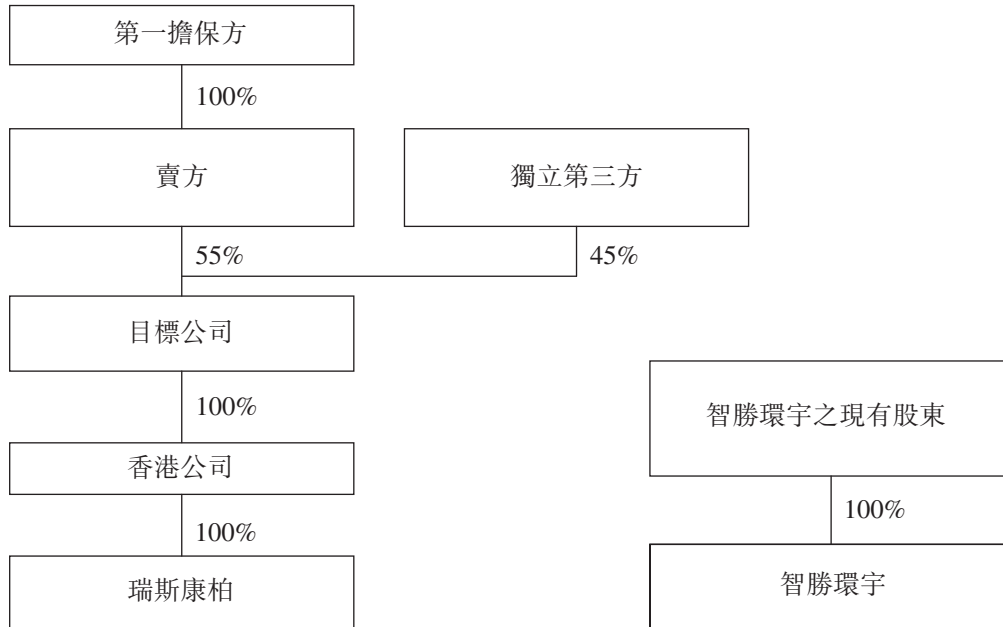 第一擔保方
100%
賣方
獨立第三方
55%
45%
目標公司
100%
智勝環宇之現有股東
香港公司
100%
100%
瑞斯康柏
智勝環宇